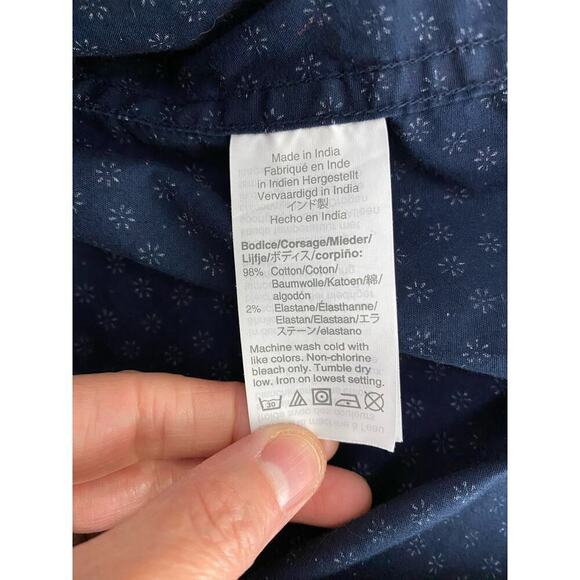 Made in India
Fabriqué en Inde
in Indien Hergestellt
Vervaardigd in India
インド製
Hecho en India
Bodice/Corsage/Mieder/
Lijfje/ボディス/corpiño:
98% Cotton/Coton/
Baumwolle/Katoen/綿/
algodón
2% Elastane/Élasthanne/
Elastan/Elastaan/エラ
ステーン/elastano
Machine wash cold with
like colors. Non-chlorine
bleach only. Tumble dry
low. Iron on lowest setting.
30